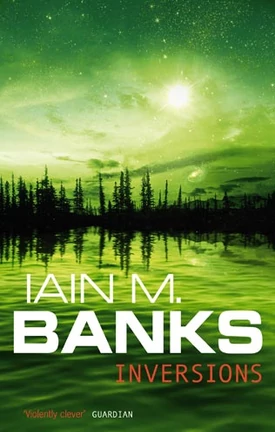 IAIN M.
BANKS
INVERSIONS
'Violently clever' GUARDIAN